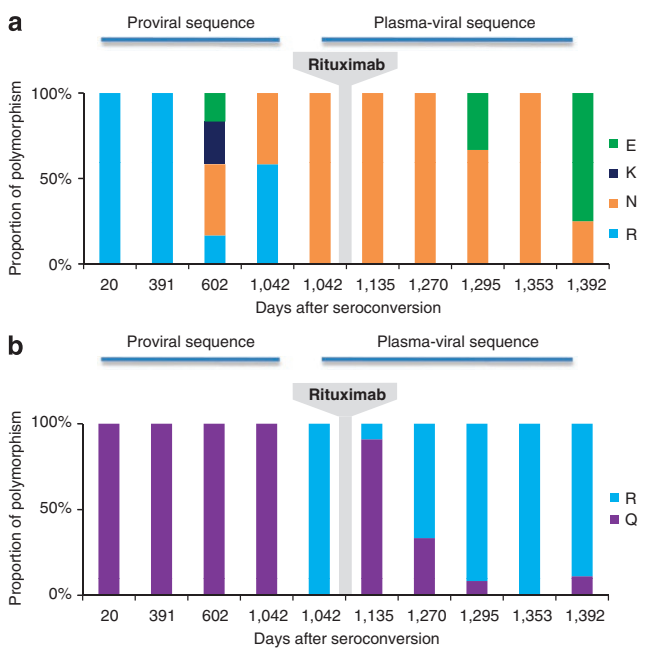 a
Proviral sequence Plasma-viral sequence
Rituximab
Proportion of polymorphism
100%
50%
0%
E
K
N
R
20 391 602 1,042 1,042 1,135 1,270 1,295 1,353 1,392
Days after seroconversion
b
Proviral sequence Plasma-viral sequence
Rituximab
Proportion of polymorphism
100%
50%
0%
R
Q
20 391 602 1,042 1,042 1,135 1,270 1,295 1,353 1,392
Days after seroconversion